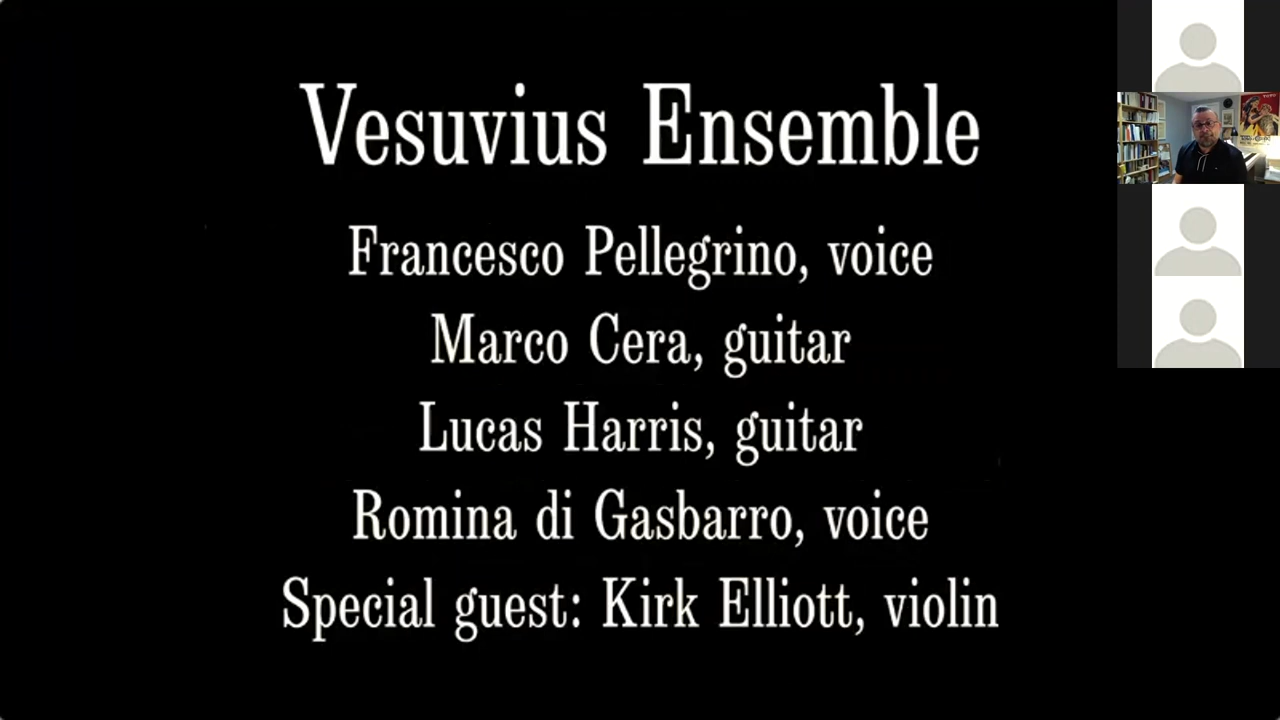 Vesuvius Ensemble
Francesco Pellegrino, voice
Marco Cera, guitar
Lucas Harris, guitar
Romina di Gasbarro, voice
Special guest: Kirk Elliott, violin